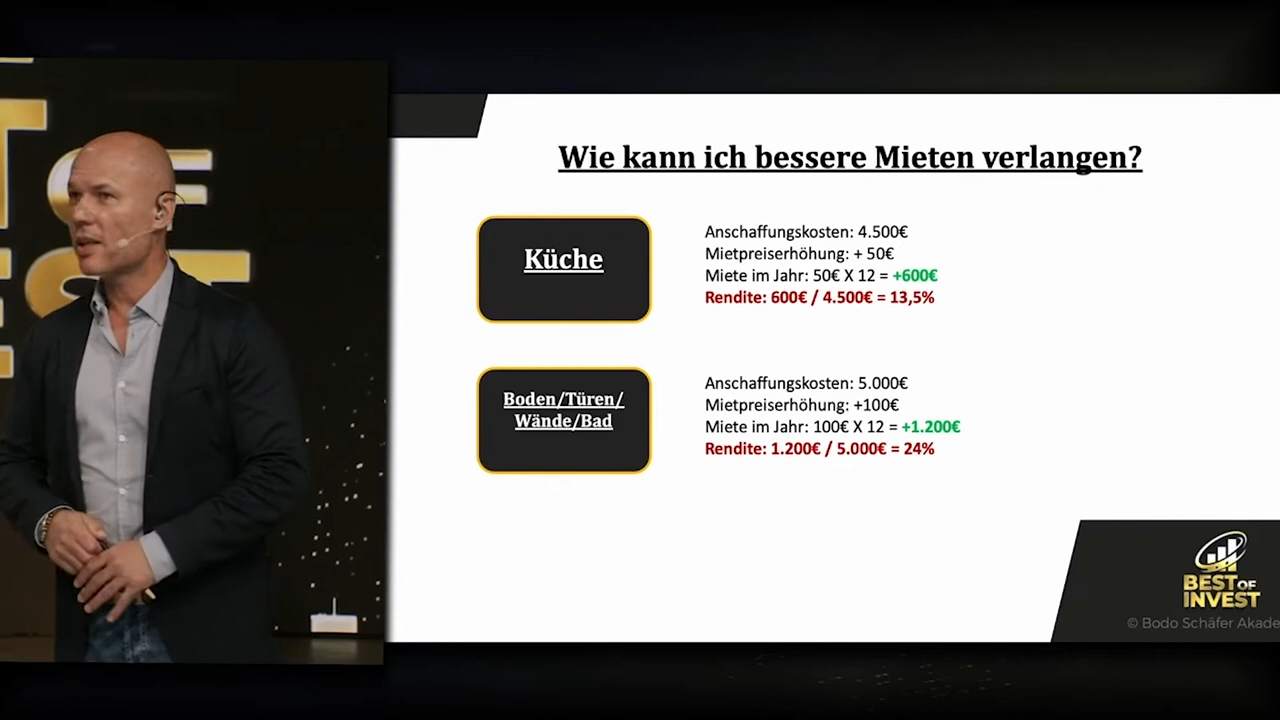 Wie kann ich bessere Mieten verlangen?
Küche
Anschaffungskosten: 4.500€
Mietpreiserhöhung: + 50€
Miete im Jahr: 50€ X 12 = +600€
Rendite: 600€ / 4.500€ = 13,5%
Boden/Türen/
Wände/Bad
Anschaffungskosten: 5.000€
Mietpreiserhöhung: +100€
Miete im Jahr: 100€ X 12 = +1.200€
Rendite: 1.200€ / 5.000€ = 24%
BEST OF
INVEST
© Bodo Schäfer Akade